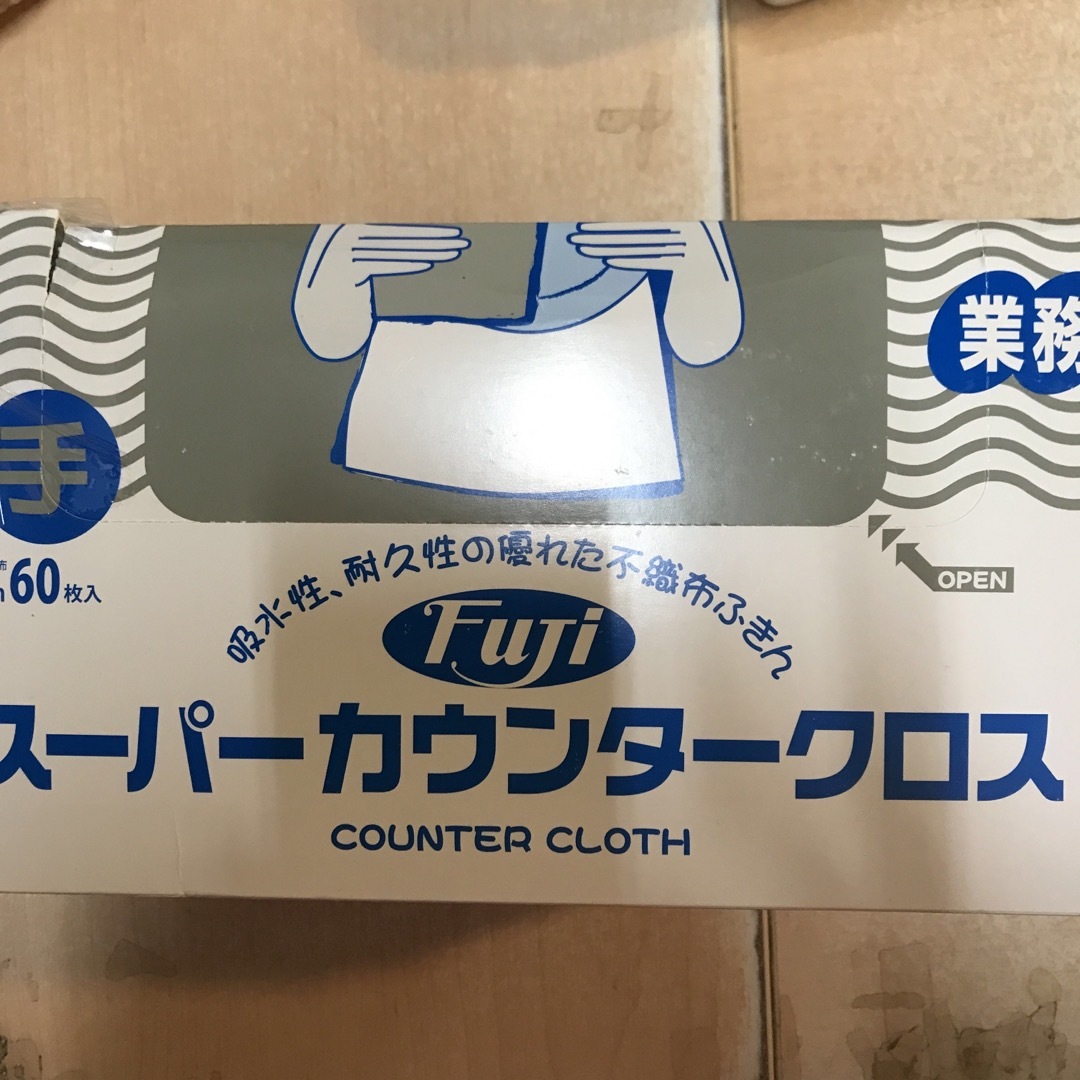 業務
手
布
60枚入
OPEN
吸水性、耐久性の優れた不織布ふきん
Fuji
スーパーカウンタークロス
COUNTER CLOTH